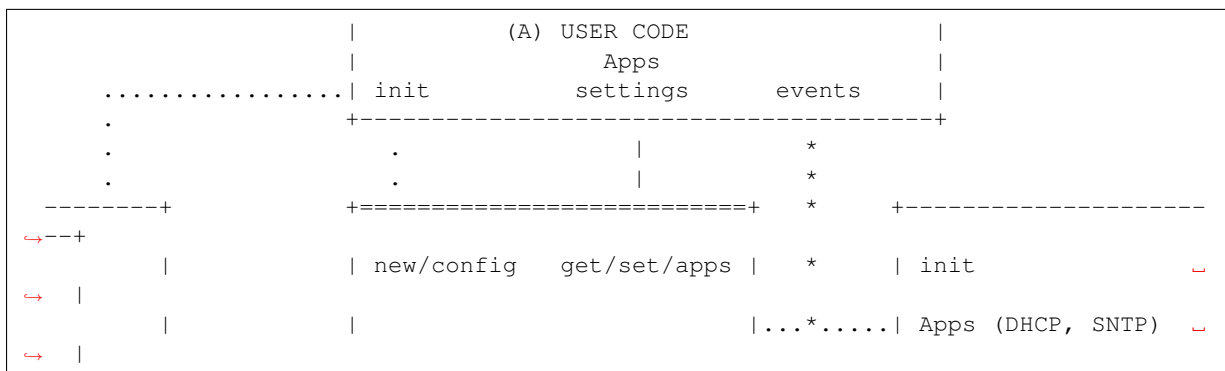 |          (A) USER CODE                 |
|                 Apps                   |
.................| init          settings      events     |
.                +----------------------------------------+
.                    .                |           *
.                    .                |           *
--------+            +===========================+   *     +---------------------
↪--+
|            | new/config   get/set/apps |   *     | init                ␣
↪  |
|            |                           |...*.....| Apps (DHCP, SNTP)   ␣
↪  |